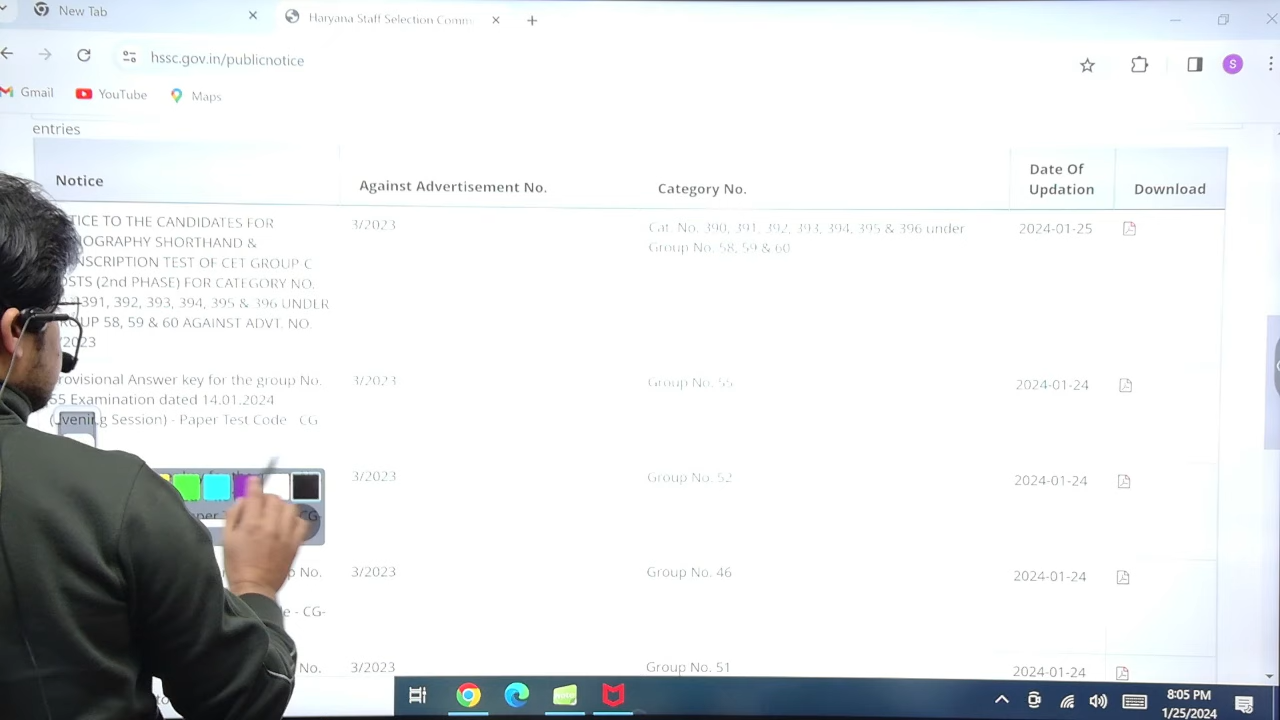 New Tab
Haryana Staff Selection Comm
hssc.gov.in/publicnotice
S
Gmail
YouTube
Maps
entries
Notice
Against Advertisement No.
Category No.
Date Of
Updation
Download
TICE TO THE CANDIDATES FOR
NOGRAPHY SHORTHAND &
NSCRIPTION TEST OF CET GROUP C
OSTS (2nd PHASE) FOR CATEGORY NO.
391, 392, 393, 394, 395 & 396 UNDER
OUP 58, 59 & 60 AGAINST ADVT. NO.
/2023
3/2023
Cat. No. 390, 391, 392, 393, 394, 395 & 396 under
Group No. 58, 59 & 60
2024-01-25
rovisional Answer key for the group No.
55 Examination dated 14.01.2024
(Evening Session) - Paper Test Code - CG
3/2023
Group No. 55
2024-01-24
3/2023
Group No. 52
2024-01-24
CG
No.
e - CG-
3/2023
Group No. 46
2024-01-24
No.
3/2023
Group No. 51
2024-01-24
8:05 PM
1/25/2024